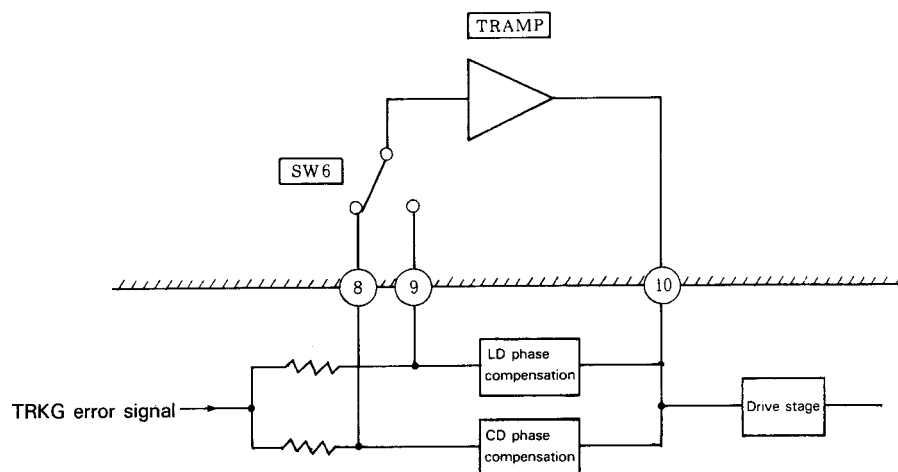 TRAMP
SW6
8
9
10
LD phase
compensation
TRKG error signal
Drive stage
CD phase
compensation